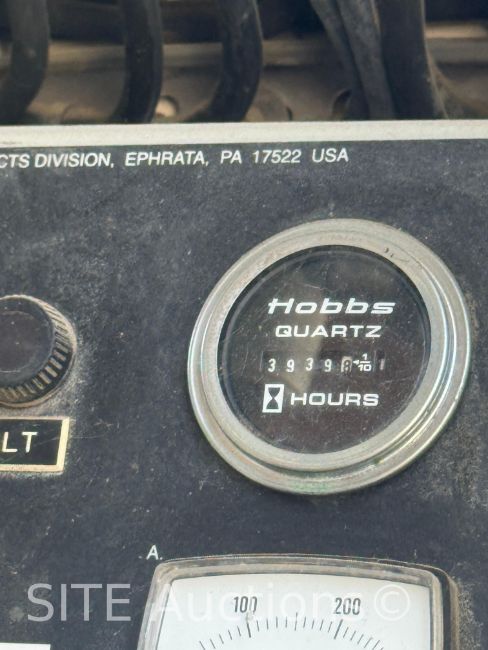 CTS DIVISION, EPHRATA, PA 17522 USA
Hobbs
QUARTZ
3 9 3 9 8 1/10
HOURS
LT
A.
100 200
SITE Auctions©